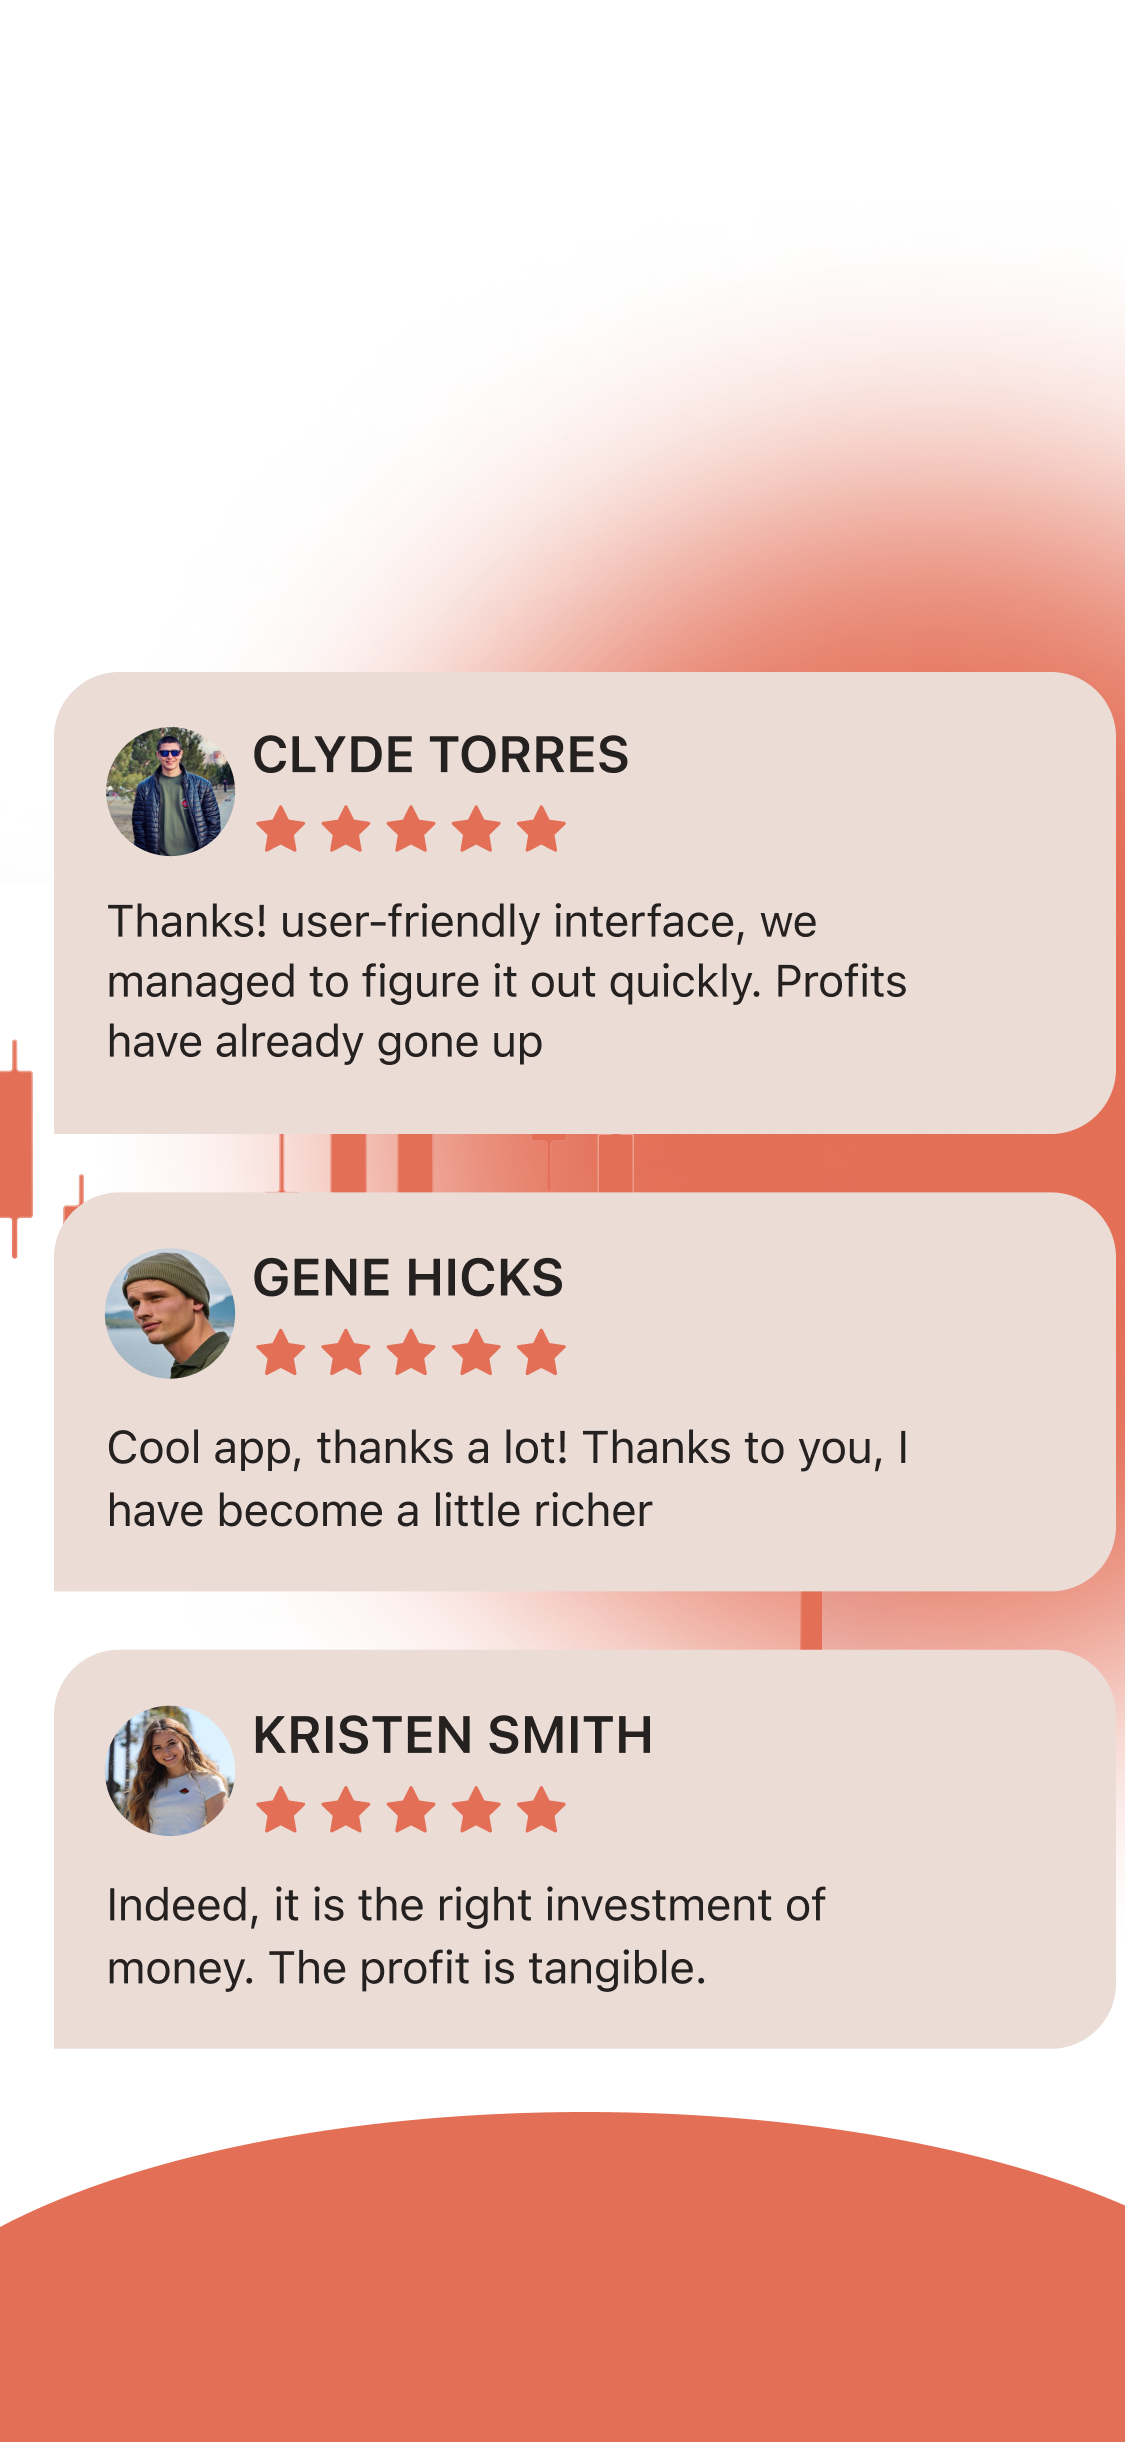 CLYDE TORRES
Thanks! user-friendly interface, we
managed to figure it out quickly. Profits
have already gone up
GENE HICKS
Cool app, thanks a lot! Thanks to you, I
have become a little richer
KRISTEN SMITH
Indeed, it is the right investment of
money. The profit is tangible.